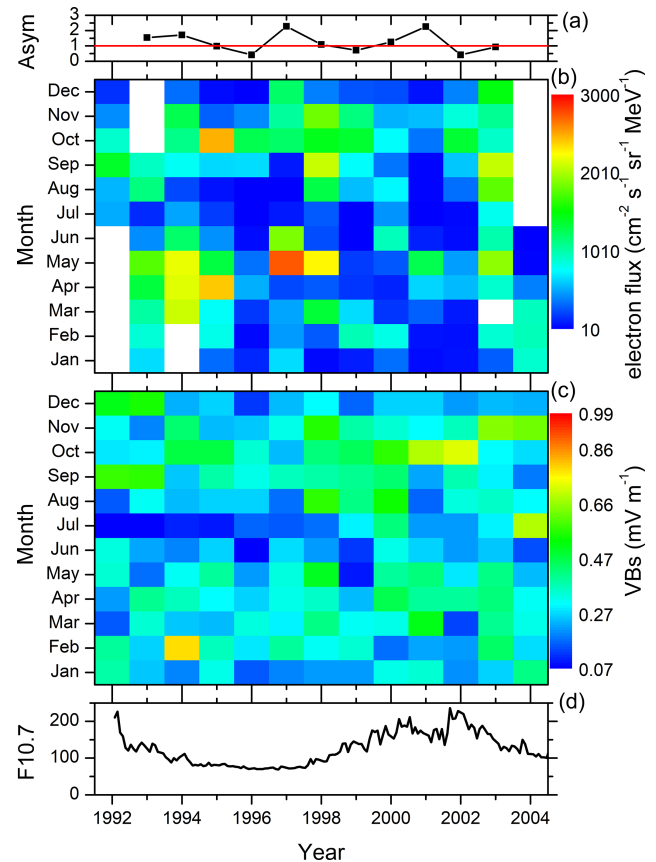 (a)
Asym
3
2
1
0
(b)
Dec
Nov
Oct
Sep
Aug
Jul
Jun
May
Apr
Mar
Feb
Jan
Month
3000
2010
1010
10
electron flux (cm⁻² s⁻¹ sr⁻¹ MeV⁻¹)
(c)
Dec
Nov
Oct
Sep
Aug
Jul
Jun
May
Apr
Mar
Feb
Jan
Month
0.99
0.86
0.66
0.47
0.27
0.07
VBs (mV m⁻¹)
(d)
F10.7
200
100
0
1992 1994 1996 1998 2000 2002 2004
Year